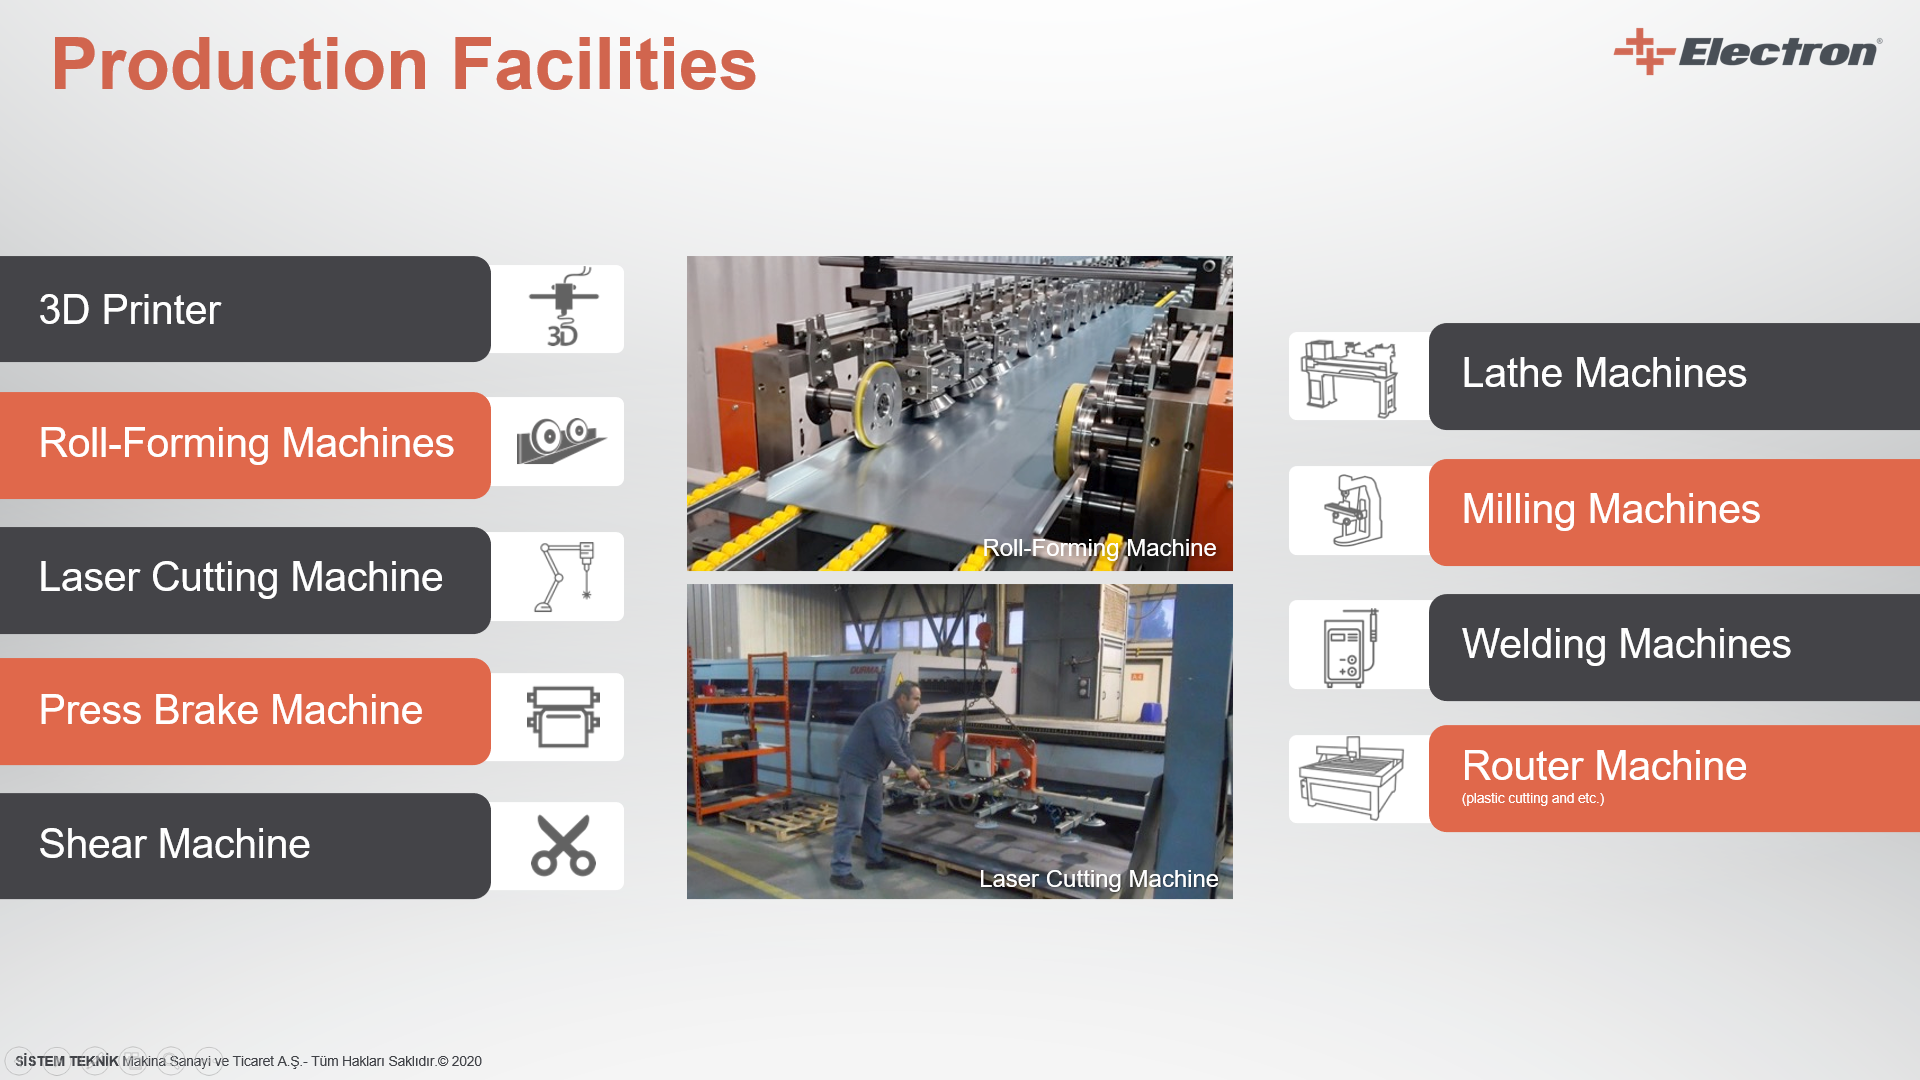 Production Facilities
Electron®
3D Printer
3D
Roll-Forming Machines
Laser Cutting Machine
Press Brake Machine
Shear Machine
Roll-Forming Machine
DURMA
Laser Cutting Machine
Lathe Machines
Milling Machines
Welding Machines
Router Machine
(plastic cutting and etc.)
SİSTEM TEKNİK Makina Sanayi ve Ticaret A.Ş.- Tüm Hakları Saklıdır.© 2020